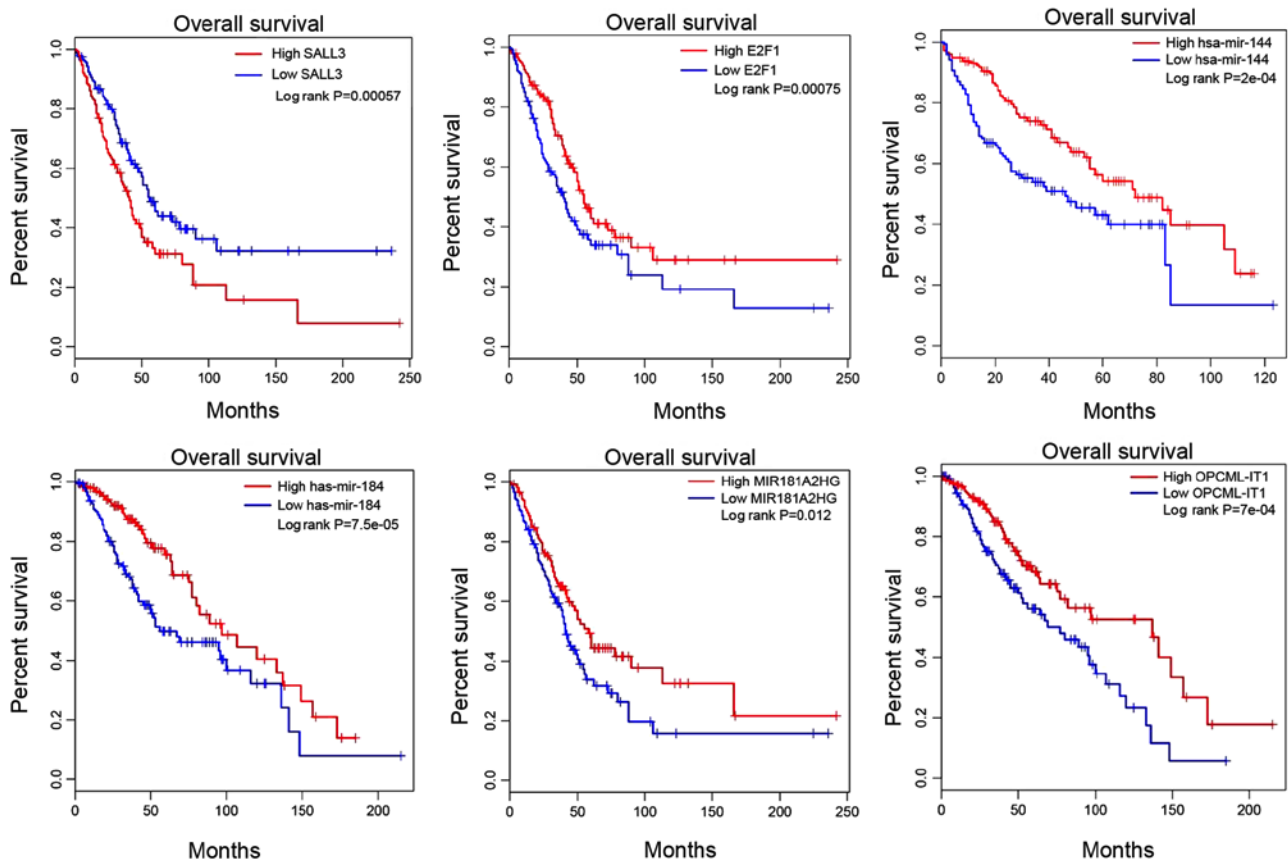 Overall survival
High SALL3
Low SALL3
Log rank P=0.00057
Percent survival
1.0
0.8
0.6
0.4
0.2
0.0
0 50 100 150 200 250
Months
Overall survival
High E2F1
Low E2F1
Log rank P=0.00075
Percent survival
1.0
0.8
0.6
0.4
0.2
0.0
0 50 100 150 200 250
Months
Overall survival
High hsa-mir-144
Low hsa-mir-144
Log rank P=2e-04
Percent survival
1.0
0.8
0.6
0.4
0.2
0.0
0 20 40 60 80 100 120
Months
Overall survival
High has-mir-184
Low has-mir-184
Log rank P=7.5e-05
Percent survival
1.0
0.8
0.6
0.4
0.2
0.0
0 50 100 150 200
Months
Overall survival
High MIR181A2HG
Low MIR181A2HG
Log rank P=0.012
Percent survival
1.0
0.8
0.6
0.4
0.2
0.0
0 50 100 150 200 250
Months
Overall survival
High OPCML-IT1
Low OPCML-IT1
Log rank P=7e-04
Percent survival
1.0
0.8
0.6
0.4
0.2
0.0
0 50 100 150 200
Months